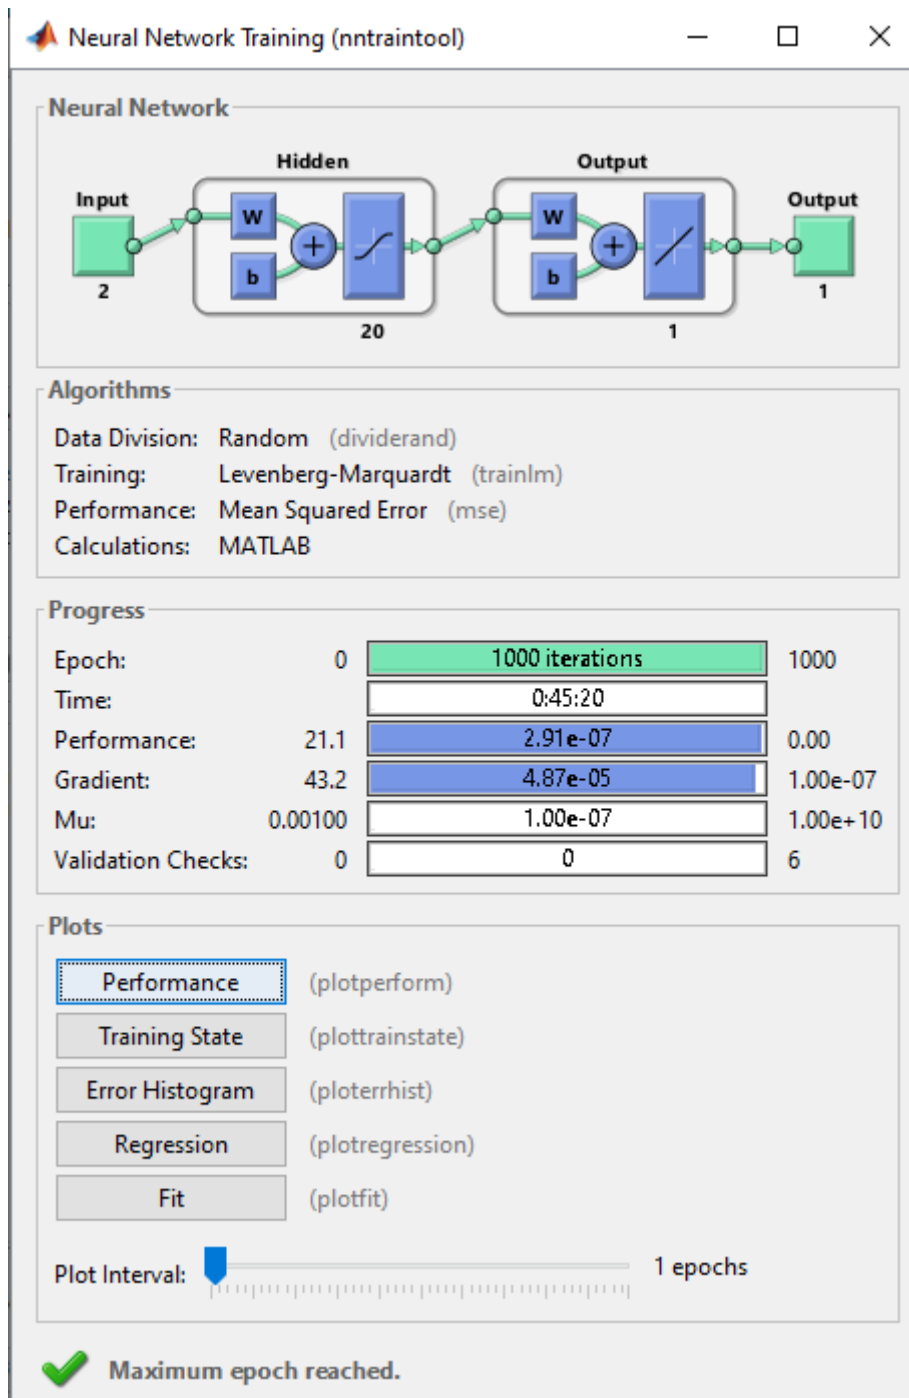 Neural Network Training (nntraintool)
Neural Network
Hidden Output
Input Output
W W
b b
2 1
20 1
Algorithms
Data Division: Random (dividerand)
Training: Levenberg-Marquardt (trainlm)
Performance: Mean Squared Error (mse)
Calculations: MATLAB
Progress
Epoch: 0 1000 iterations 1000
Time: 0:45:20
Performance: 21.1 2.91e-07 0.00
Gradient: 43.2 4.87e-05 1.00e-07
Mu: 0.00100 1.00e-07 1.00e+10
Validation Checks: 0 0 6
Plots
Performance (plotperform)
Training State (plottrainstate)
Error Histogram (ploterrhist)
Regression (plotregression)
Fit (plotfit)
Plot Interval: 1 epochs
Maximum epoch reached.